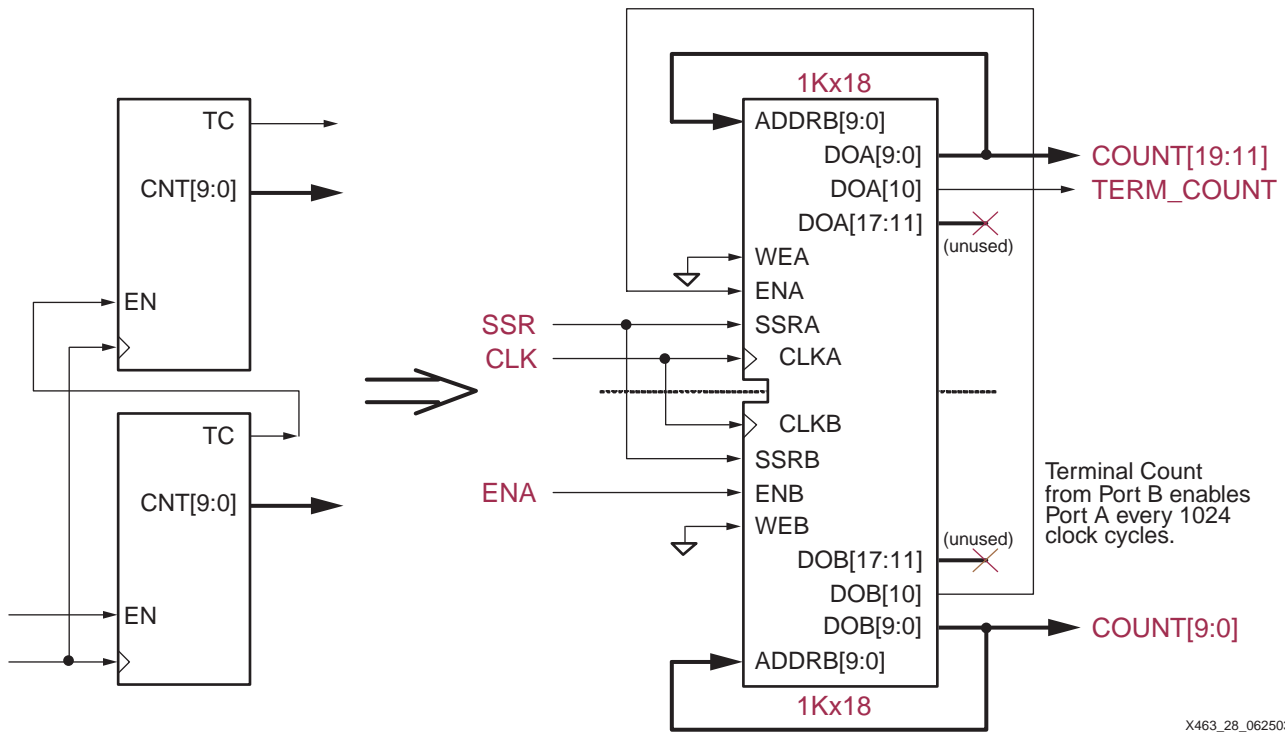 TC
CNT[9:0]
EN
TC
CNT[9:0]
EN
SSR
CLK
ENA
1Kx18
ADDRB[9:0]
DOA[9:0]
DOA[10]
DOA[17:11]
(unused)
WEA
ENA
SSRA
CLKA
CLKB
SSRB
ENB
WEB
(unused)
DOB[17:11]
DOB[10]
DOB[9:0]
ADDRB[9:0]
1Kx18
COUNT[19:11]
TERM_COUNT
Terminal Count
from Port B enables
Port A every 1024
clock cycles.
COUNT[9:0]
X463_28_062503